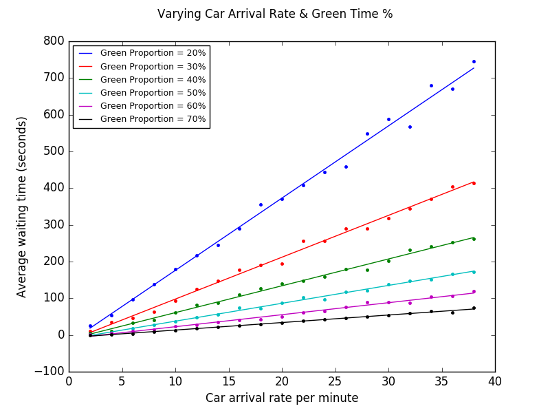 Varying Car Arrival Rate & Green Time %
800
700
600
500
400
300
200
100
0
−100
Average waiting time (seconds)
Green Proportion = 20%
Green Proportion = 30%
Green Proportion = 40%
Green Proportion = 50%
Green Proportion = 60%
Green Proportion = 70%
0 5 10 15 20 25 30 35 40
Car arrival rate per minute